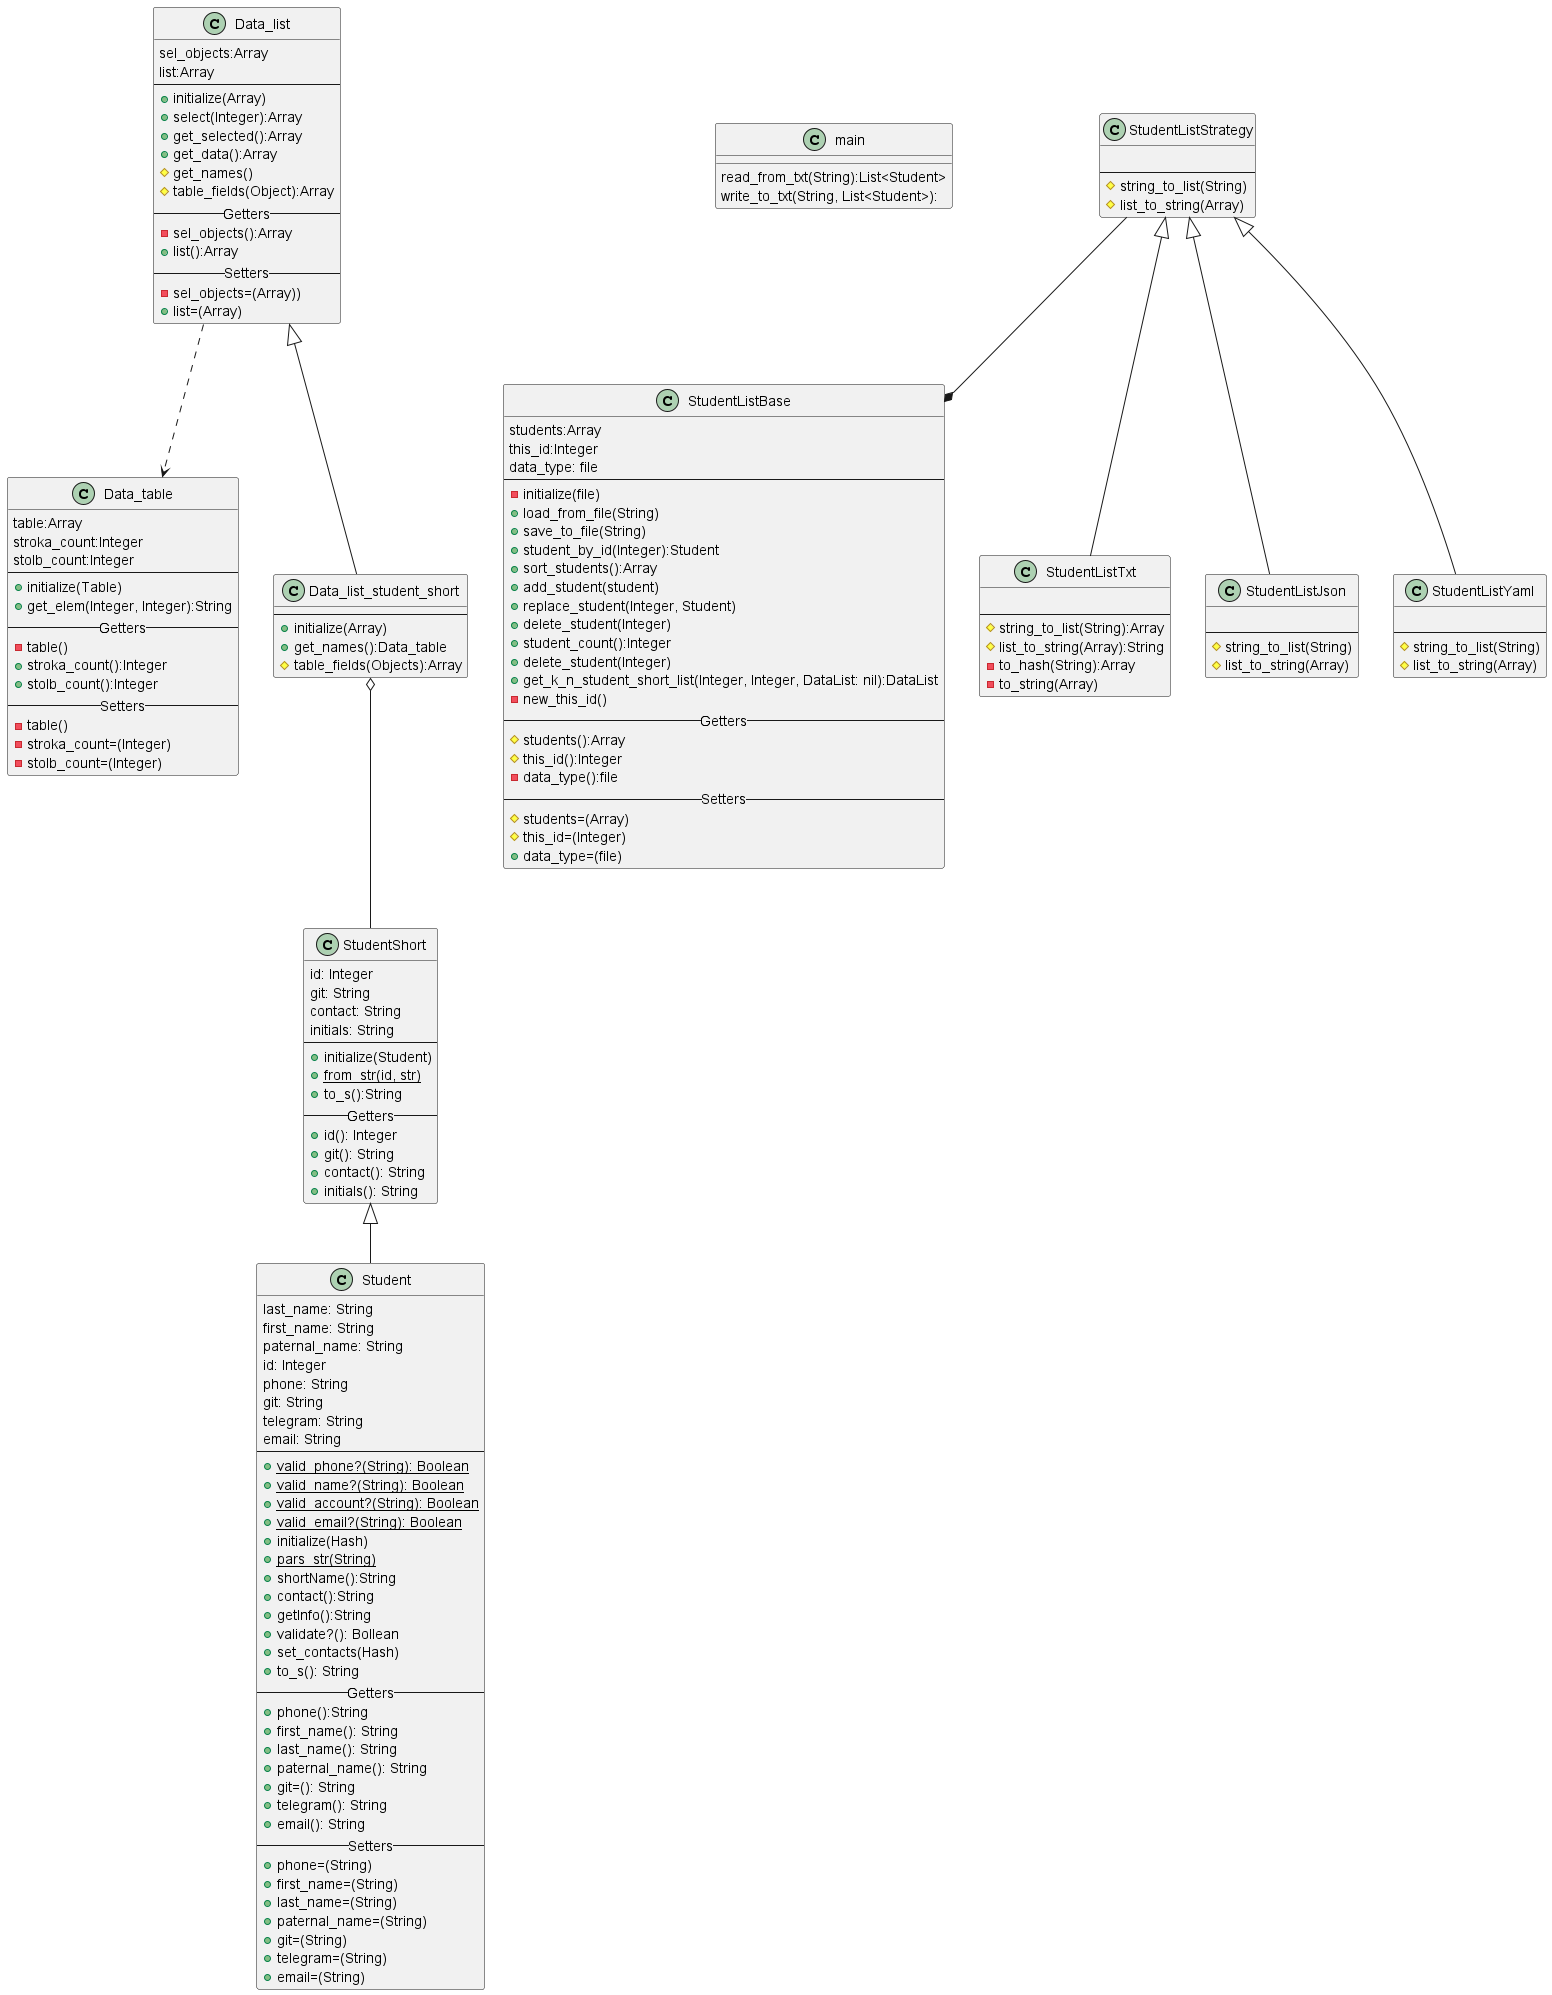 C Data_list
sel_objects:Array
list:Array
initialize(Array)
select(Integer):Array
get_selected():Array
get_data():Array
get_names()
table_fields(Object):Array
Getters
sel_objects():Array
list():Array
Setters
sel_objects=(Array))
list=(Array)
C main
read_from_txt(String):List<Student>
write_to_txt(String, List<Student>):
C StudentListStrategy
string_to_list(String)
list_to_string(Array)
C Data_table
table:Array
stroka_count:Integer
stolb_count:Integer
initialize(Table)
get_elem(Integer, Integer):String
Getters
table()
stroka_count():Integer
stolb_count():Integer
Setters
table()
stroka_count=(Integer)
stolb_count=(Integer)
C Data_list_student_short
initialize(Array)
get_names():Data_table
table_fields(Objects):Array
C StudentListBase
students:Array
this_id:Integer
data_type: file
initialize(file)
load_from_file(String)
save_to_file(String)
student_by_id(Integer):Student
sort_students():Array
add_student(student)
replace_student(Integer, Student)
delete_student(Integer)
student_count():Integer
delete_student(Integer)
get_k_n_student_short_list(Integer, Integer, DataList: nil):DataList
new_this_id()
Getters
students():Array
this_id():Integer
data_type():file
Setters
students=(Array)
this_id=(Integer)
data_type=(file)
C StudentListTxt
string_to_list(String):Array
list_to_string(Array):String
to_hash(String):Array
to_string(Array)
C StudentListJson
string_to_list(String)
list_to_string(Array)
C StudentListYaml
string_to_list(String)
list_to_string(Array)
C StudentShort
id: Integer
git: String
contact: String
initials: String
initialize(Student)
from_str(id, str)
to_s():String
Getters
id(): Integer
git(): String
contact(): String
initials(): String
C Student
last_name: String
first_name: String
paternal_name: String
id: Integer
phone: String
git: String
telegram: String
email: String
valid_phone?(String): Boolean
valid_name?(String): Boolean
valid_account?(String): Boolean
valid_email?(String): Boolean
initialize(Hash)
pars_str(String)
shortName():String
contact():String
getInfo():String
validate?(): Bollean
set_contacts(Hash)
to_s(): String
Getters
phone():String
first_name(): String
last_name(): String
paternal_name(): String
git=(): String
telegram(): String
email(): String
Setters
phone=(String)
first_name=(String)
last_name=(String)
paternal_name=(String)
git=(String)
telegram=(String)
email=(String)